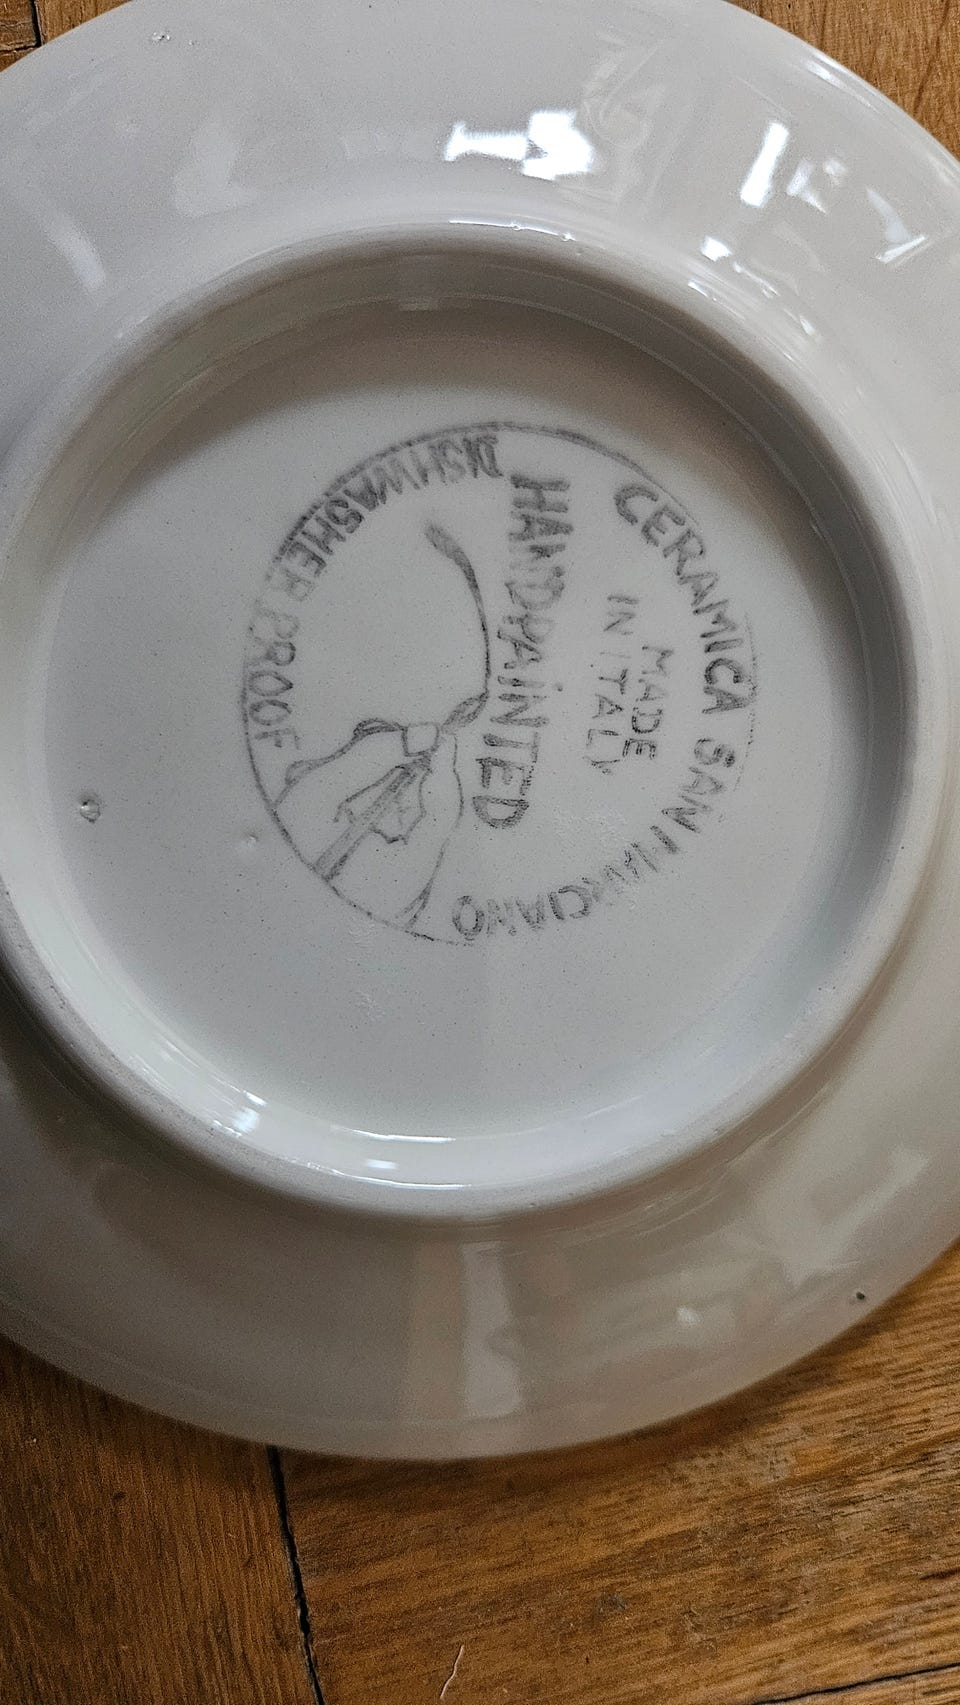 CERAMICA SAN MARCIANO
MADE
IN ITALY
HANDPAINTED
DISHWASHER PROOF